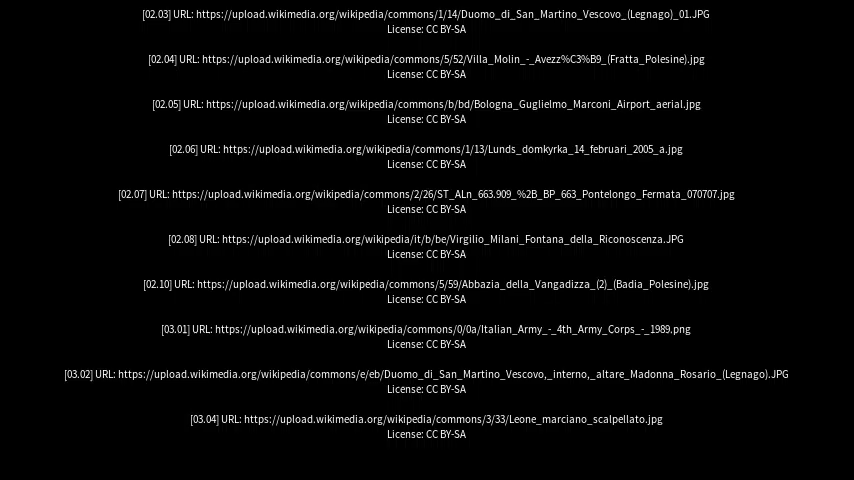 [02.03] URL: https://upload.wikimedia.org/wikipedia/commons/1/14/Duomo_di_San_Martino_Vescovo_(Legnago)_01.JPG
License: CC BY-SA
[02.04] URL: https://upload.wikimedia.org/wikipedia/commons/5/52/Villa_Molin_-_Avezz%C3%B9_(Fratta_Polesine).jpg
License: CC BY-SA
[02.05] URL: https://upload.wikimedia.org/wikipedia/commons/b/bd/Bologna_Guglielmo_Marconi_Airport_aerial.jpg
License: CC BY-SA
[02.06] URL: https://upload.wikimedia.org/wikipedia/commons/1/13/Lunds_domkyrka_14_februari_2005_a.jpg
License: CC BY-SA
[02.07] URL: https://upload.wikimedia.org/wikipedia/commons/2/26/ST_ALn_663.909_%2B_BP_663_Pontelongo_Fermata_070707.jpg
License: CC BY-SA
[02.08] URL: https://upload.wikimedia.org/wikipedia/it/b/be/Virgilio_Milani_Fontana_della_Riconoscenza.JPG
License: CC BY-SA
[02.10] URL: https://upload.wikimedia.org/wikipedia/commons/5/59/Abbazia_della_Vangadizza_(2)_(Badia_Polesine).jpg
License: CC BY-SA
[03.01] URL: https://upload.wikimedia.org/wikipedia/commons/0/0a/Italian_Army_-_4th_Army_Corps_-_1989.png
License: CC BY-SA
[03.02] URL: https://upload.wikimedia.org/wikipedia/commons/e/eb/Duomo_di_San_Martino_Vescovo,_interno,_altare_Madonna_Rosario_(Legnago).JPG
License: CC BY-SA
[03.04] URL: https://upload.wikimedia.org/wikipedia/commons/3/33/Leone_marciano_scalpellato.jpg
License: CC BY-SA